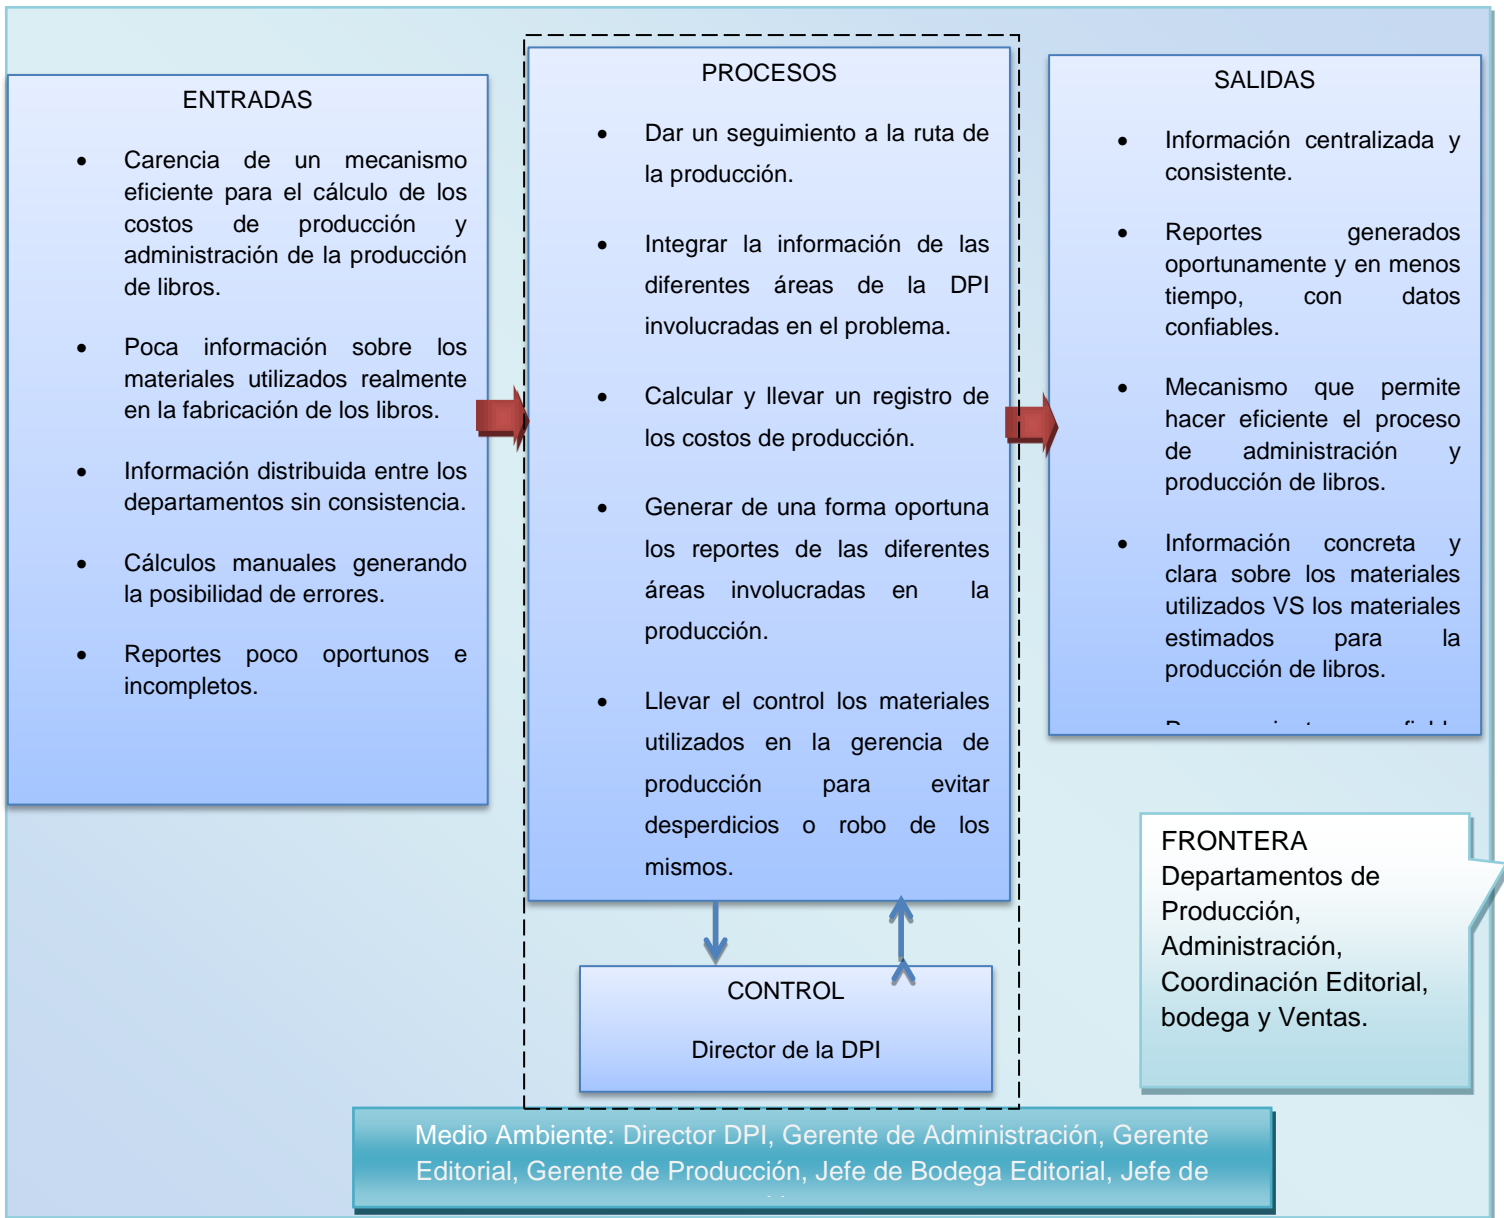 ENTRADAS
• Carencia de un mecanismo
eficiente para el cálculo de los
costos de producción y
administración de la producción
de libros.
• Poca información sobre los
materiales utilizados realmente
en la fabricación de los libros.
• Información distribuida entre los
departamentos sin consistencia.
• Cálculos manuales generando
la posibilidad de errores.
• Reportes poco oportunos e
incompletos.
PROCESOS
• Dar un seguimiento a la ruta de
la producción.
• Integrar la información de las
diferentes áreas de la DPI
involucradas en el problema.
• Calcular y llevar un registro de
los costos de producción.
• Generar de una forma oportuna
los reportes de las diferentes
áreas involucradas en la
producción.
• Llevar el control los materiales
utilizados en la gerencia de
producción para evitar
desperdicios o robo de los
mismos.
SALIDAS
• Información centralizada y
consistente.
• Reportes generados
oportunamente y en menos
tiempo, con datos
confiables.
• Mecanismo que permite
hacer eficiente el proceso
de administración y
producción de libros.
• Información concreta y
clara sobre los materiales
utilizados VS los materiales
estimados para la
producción de libros.
CONTROL
Director de la DPI
FRONTERA
Departamentos de
Producción,
Administración,
Coordinación Editorial,
bodega y Ventas.
Medio Ambiente: Director DPI, Gerente de Administración, Gerente
Editorial, Gerente de Producción, Jefe de Bodega Editorial, Jefe de